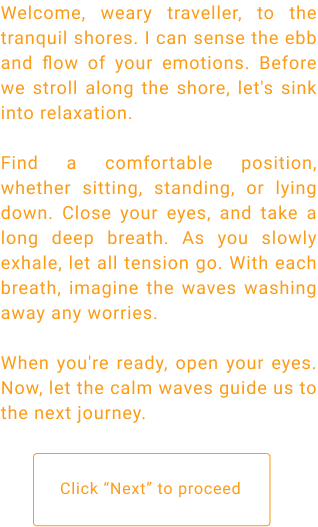 Welcome, weary traveller, to the
tranquil shores. I can sense the ebb
and flow of your emotions. Before
we stroll along the shore, let's sink
into relaxation.
Find a comfortable position,
whether sitting, standing, or lying
down. Close your eyes, and take a
long deep breath. As you slowly
exhale, let all tension go. With each
breath, imagine the waves washing
away any worries.
When you're ready, open your eyes.
Now, let the calm waves guide us to
the next journey.
Click “Next” to proceed